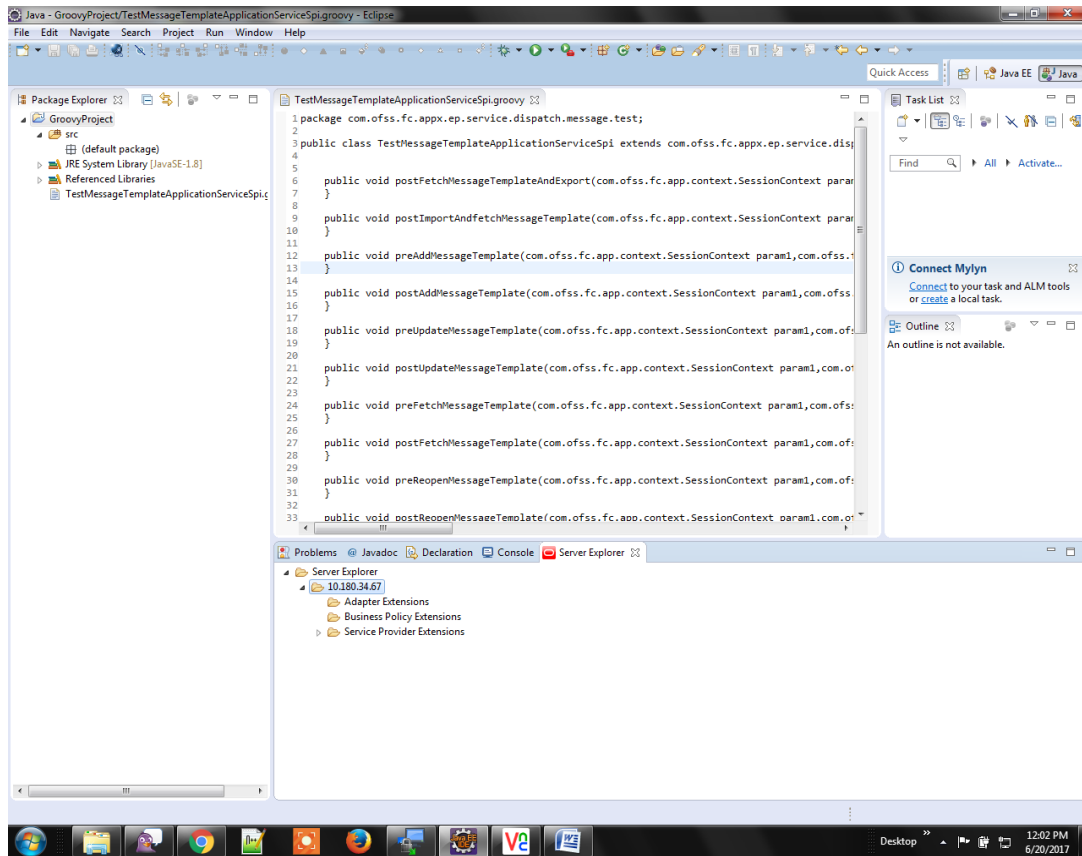 Java - GroovyProject/TestMessageTemplateApplicationServiceSpi.groovy - Eclipse
File Edit Navigate Search Project Run Window Help
Quick Access
Java EE
Java
Package Explorer
GroovyProject
src
(default package)
JRE System Library [JavaSE-1.8]
Referenced Libraries
TestMessageTemplateApplicationServiceSpi.g
TestMessageTemplateApplicationServiceSpi.groovy
1 package com.ofss.fc.appx.ep.service.dispatch.message.test;
2
3 public class TestMessageTemplateApplicationServiceSpi extends com.ofss.fc.appx.ep.service.disp
4
5
6 public void postFetchMessageTemplateAndExport(com.ofss.fc.app.context.SessionContext param
7 }
8
9 public void postImportAndfetchMessageTemplate(com.ofss.fc.app.context.SessionContext param
10 }
11
12 public void preAddMessageTemplate(com.ofss.fc.app.context.SessionContext param1,com.ofss.f
13 }
14
15 public void postAddMessageTemplate(com.ofss.fc.app.context.SessionContext param1,com.ofss.
16 }
17
18 public void preUpdateMessageTemplate(com.ofss.fc.app.context.SessionContext param1,com.ofs
19 }
20
21 public void postUpdateMessageTemplate(com.ofss.fc.app.context.SessionContext param1,com.of
22 }
23
24 public void preFetchMessageTemplate(com.ofss.fc.app.context.SessionContext param1,com.ofss
25 }
26
27 public void postFetchMessageTemplate(com.ofss.fc.app.context.SessionContext param1,com.ofs
28 }
29
30 public void preReopenMessageTemplate(com.ofss.fc.app.context.SessionContext param1,com.ofs
31 }
32
33 public void postReopenMessageTemplate(com.ofss.fc.app.context.SessionContext param1,com.of
Task List
Find
All
Activate...
Connect Mylyn
Connect to your task and ALM tools
or create a local task.
Outline
An outline is not available.
Problems @ Javadoc Declaration Console Server Explorer
Server Explorer
10.180.34.67
Adapter Extensions
Business Policy Extensions
Service Provider Extensions
Desktop
12:02 PM
6/20/2017